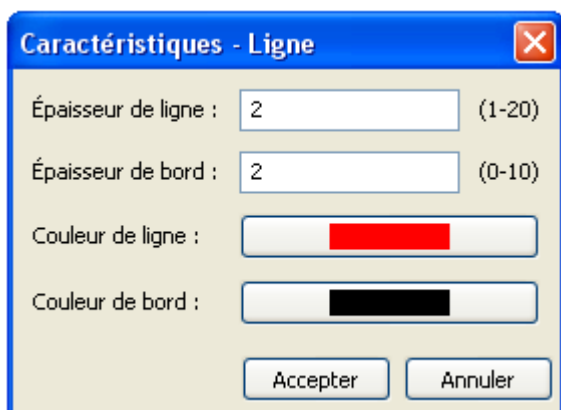 Caractéristiques - Ligne
Épaisseur de ligne : 2 (1-20)
Épaisseur de bord : 2 (0-10)
Couleur de ligne :
Couleur de bord :
Accepter Annuler